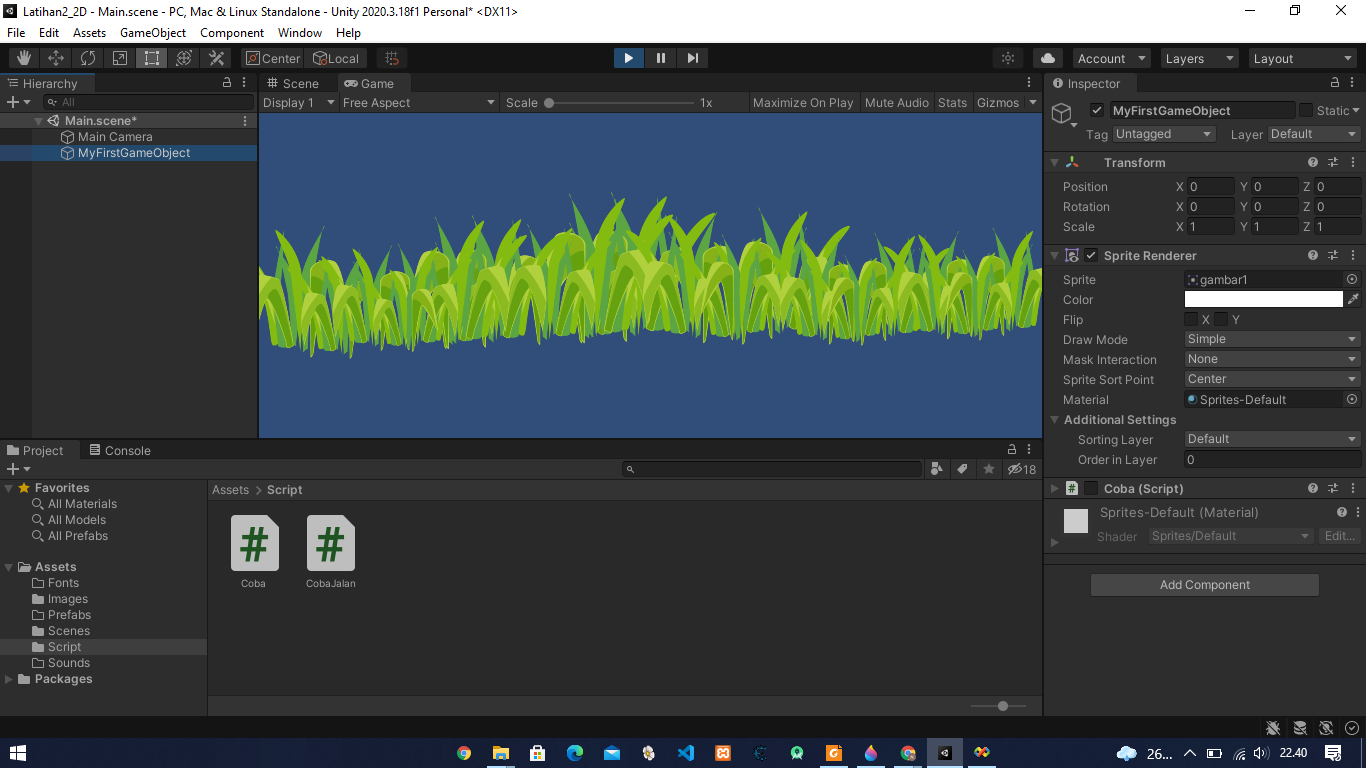 Latihan2_2D - Main.scene - PC, Mac & Linux Standalone - Unity 2020.3.18f1 Personal* <DX11>
File Edit Assets GameObject Component Window Help
Center Local Account Layers Layout
Hierarchy
All
Main.scene*
Main Camera
MyFirstGameObject
Scene Game
Display 1 Free Aspect Scale 1x Maximize On Play Mute Audio Stats Gizmos
Inspector
MyFirstGameObject Static
Tag Untagged Layer Default
Transform
Position X 0 Y 0 Z 0
Rotation X 0 Y 0 Z 0
Scale X 1 Y 1 Z 1
Sprite Renderer
Sprite gambar1
Color
Flip X Y
Draw Mode Simple
Mask Interaction None
Sprite Sort Point Center
Material Sprites-Default
Additional Settings
Sorting Layer Default
Order in Layer 0
# Coba (Script)
Sprites-Default (Material)
Shader Sprites/Default Edit...
Add Component
Project Console
18
Favorites
All Materials
All Models
All Prefabs
Assets
Fonts
Images
Prefabs
Scenes
Script
Sounds
Packages
Assets > Script
# #
Coba CobaJalan
26... 22.40